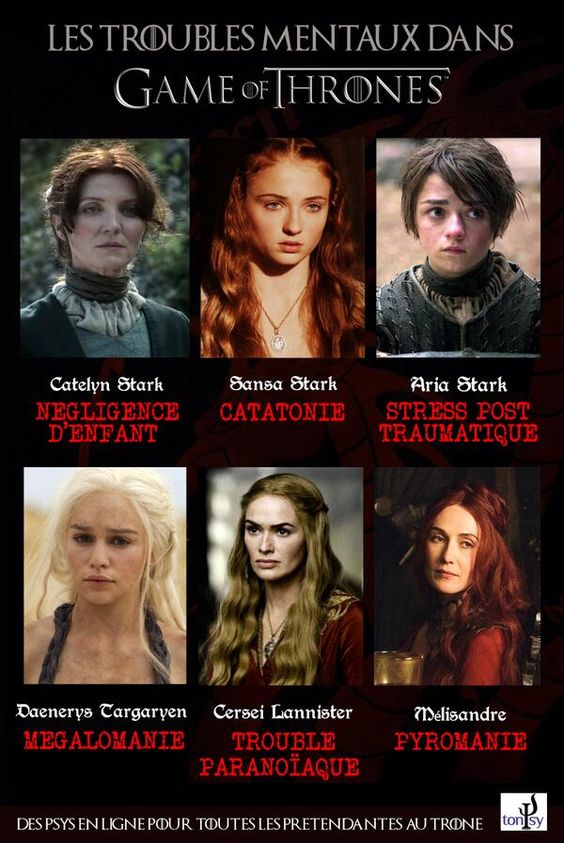 LES TROUBLES MENTAUX DANS
GAME OF THRONES
Catelyn Stark
NEGLIGENCE
D'ENFANT
Sansa Stark
CATATONIE
Aria Stark
STRESS POST
TRAUMATIQUE
Daenerys Targaryen
MEGALOMANIE
Cersei Lannister
TROUBLE
PARANOÏAQUE
Mélisandre
PYROMANIE
DES PSYS EN LIGNE POUR TOUTES LES PRETENDANTES AU TRONE
tonΨsy